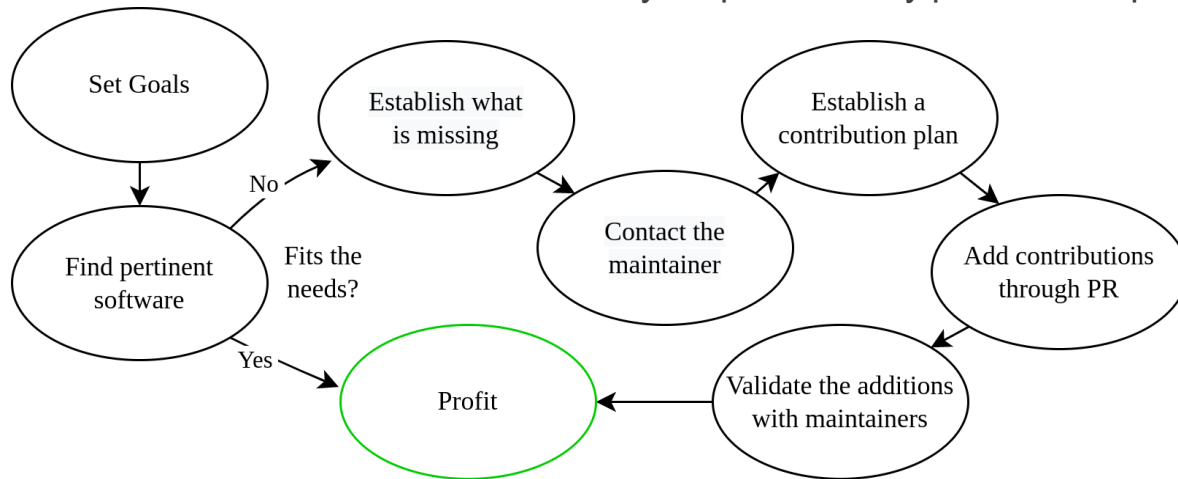 Set Goals
Establish what
is missing
Establish a
contribution plan
No
Contact the
maintainer
Find pertinent
software
Fits the
needs?
Add contributions
through PR
Yes
Profit
Validate the additions
with maintainers